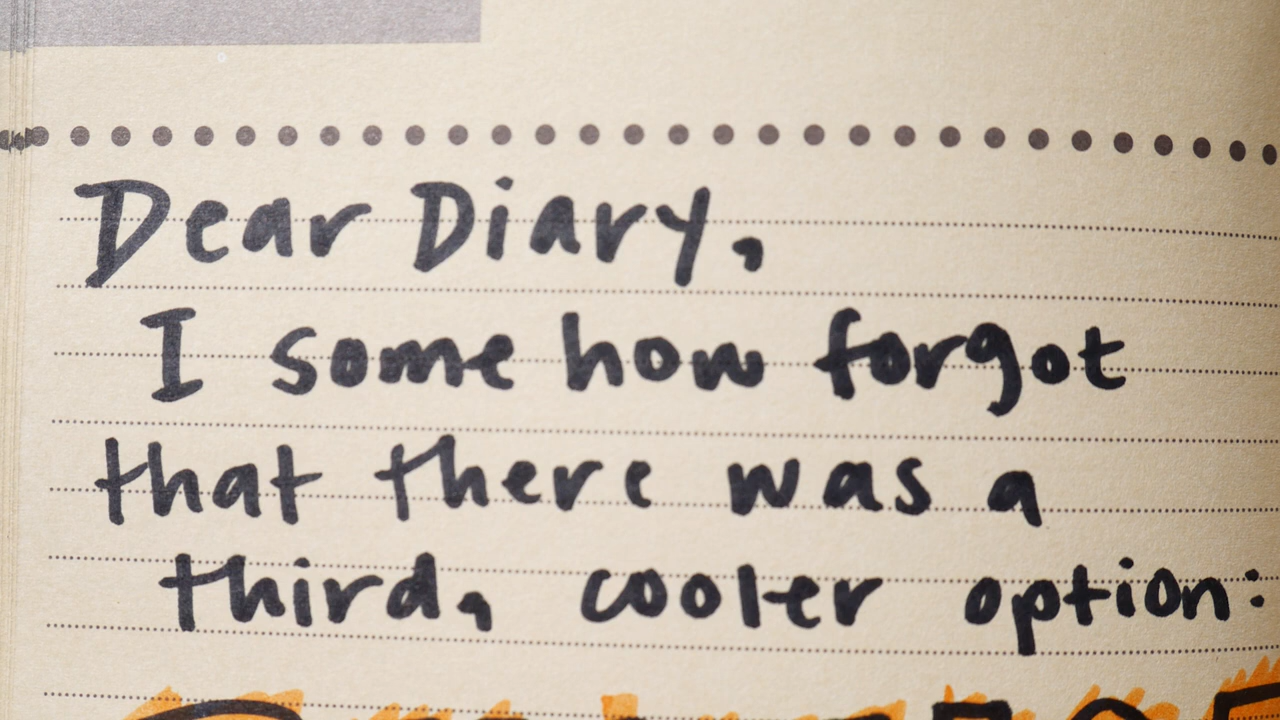 Dear Diary,
I some how forgot
that there was a
third, cooler option: